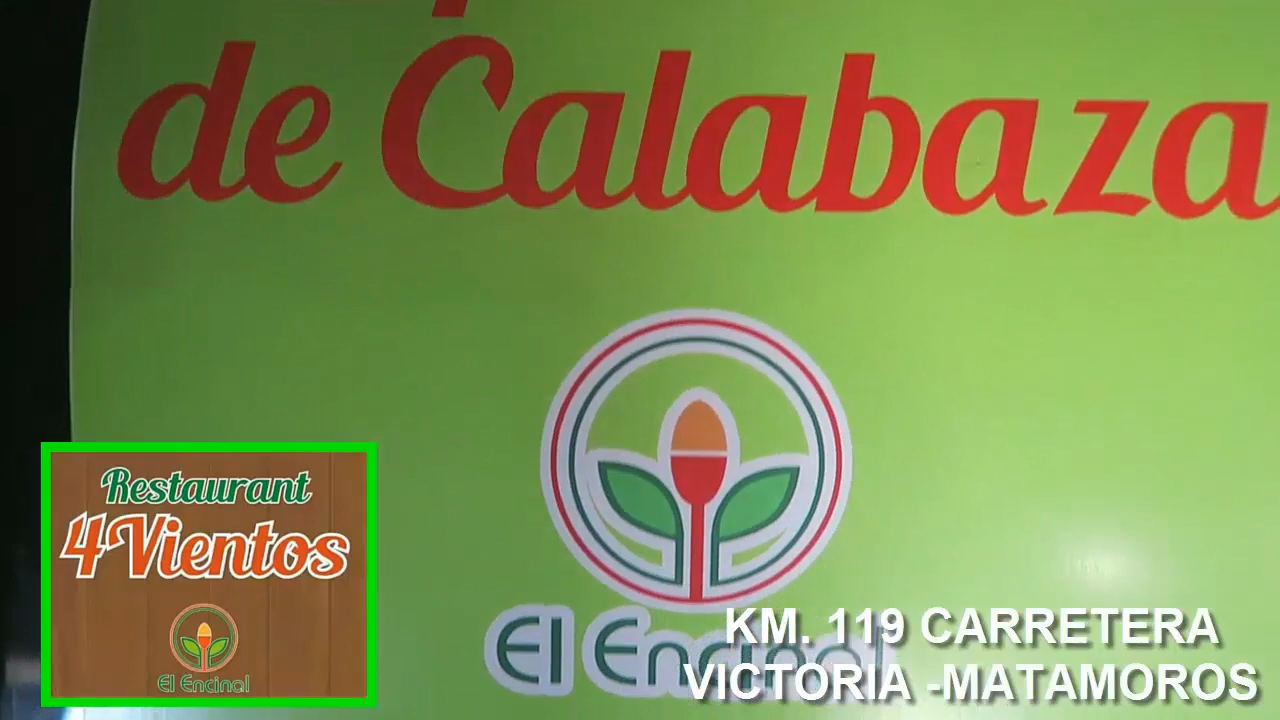 de Calabaza
El Encinal
Restaurant
4Vientos
El Encinal
KM. 119 CARRETERA
VICTORIA -MATAMOROS